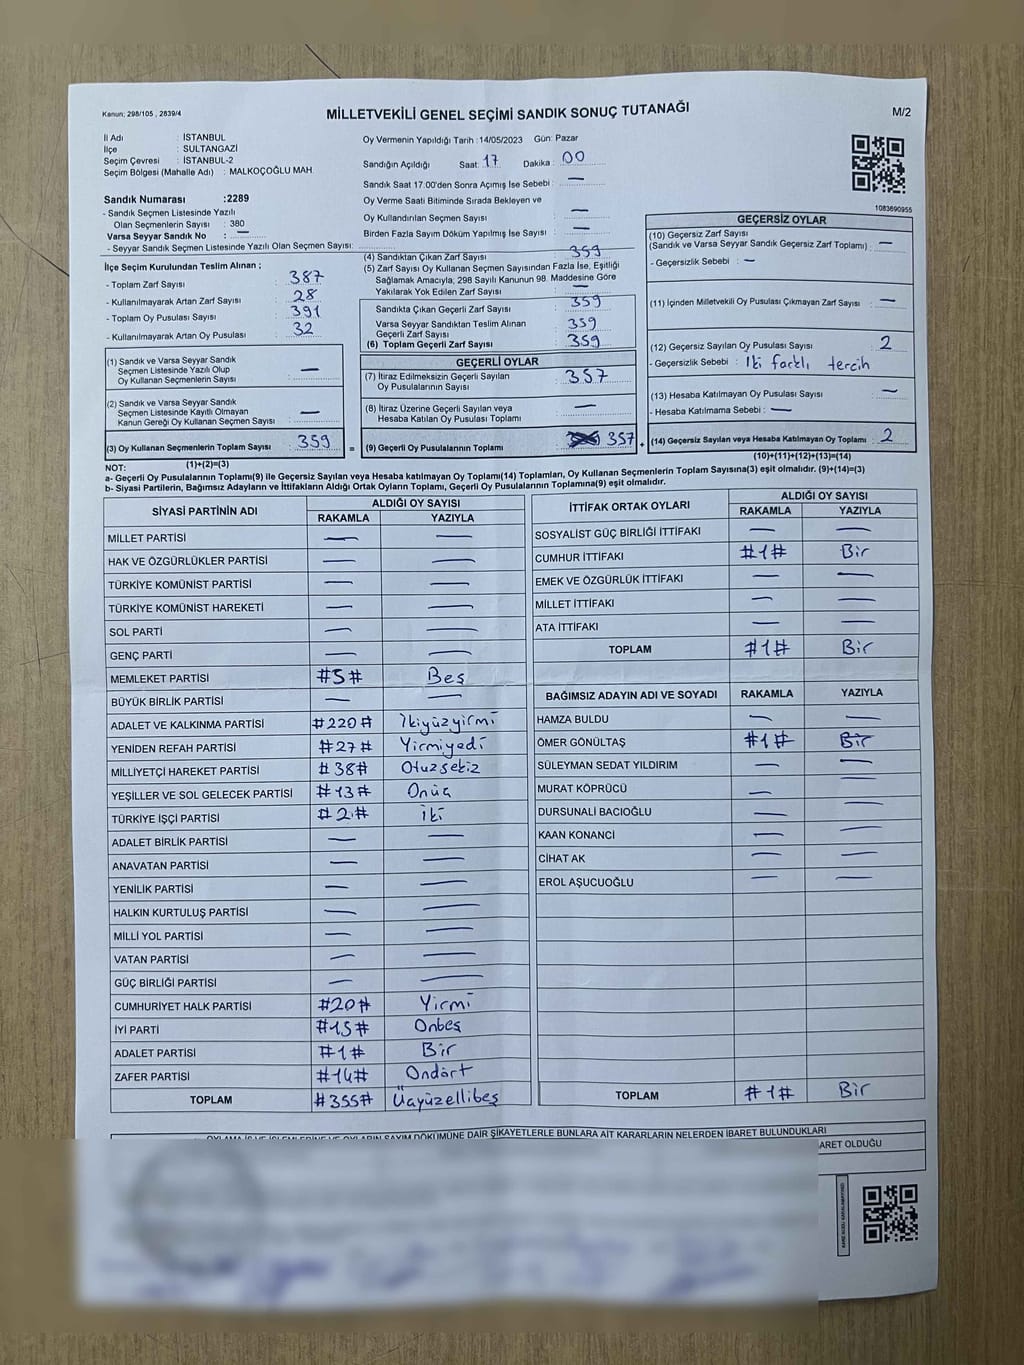 Kanun: 298/105 , 2839/4
MİLLETVEKİLİ GENEL SEÇİMİ SANDIK SONUÇ TUTANAĞI
M/2
İl Adı : İSTANBUL
İlçe : SULTANGAZİ
Seçim Çevresi : İSTANBUL-2
Seçim Bölgesi (Mahalle Adı) : MALKOÇOĞLU MAH.
Sandık Numarası :2289
- Sandık Seçmen Listesinde Yazılı
Olan Seçmenlerin Sayısı : 380
Varsa Seyyar Sandık No : —
- Seyyar Sandık Seçmen Listesinde Yazılı Olan Seçmen Sayısı:
Oy Vermenin Yapıldığı Tarih : 14/05/2023 Gün: Pazar
Sandığın Açıldığı Saat: 17 Dakika : 00
Sandık Saat 17.00'den Sonra Açımış İse Sebebi : —
Oy Verme Saati Bitiminde Sırada Bekleyen ve
Oy Kullandırılan Seçmen Sayısı : —
Birden Fazla Sayım Döküm Yapılmış İse Sayısı : —
1083690955
İlçe Seçim Kurulundan Teslim Alınan ;
- Toplam Zarf Sayısı : 387
- Kullanılmayarak Artan Zarf Sayısı : 28
- Toplam Oy Pusulası Sayısı : 391
- Kullanılmayarak Artan Oy Pusulası : 32
(4) Sandıktan Çıkan Zarf Sayısı : 359
(5) Zarf Sayısı Oy Kullanan Seçmen Sayısından Fazla İse, Eşitliği
Sağlamak Amacıyla, 298 Sayılı Kanunun 98. Maddesine Göre
Yakılarak Yok Edilen Zarf Sayısı : —
Sandıkta Çıkan Geçerli Zarf Sayısı : 359
Varsa Seyyar Sandıktan Teslim Alınan
Geçerli Zarf Sayısı : 359
(6) Toplam Geçerli Zarf Sayısı : 359
GEÇERSİZ OYLAR
(10) Geçersiz Zarf Sayısı
(Sandık ve Varsa Seyyar Sandık Geçersiz Zarf Toplamı) : —
- Geçersizlik Sebebi : —
(11) İçinden Milletvekili Oy Pusulası Çıkmayan Zarf Sayısı : —
(12) Geçersiz Sayılan Oy Pusulası Sayısı : 2
- Geçersizlik Sebebi : İki farklı tercih
(13) Hesaba Katılmayan Oy Pusulası Sayısı : —
- Hesaba Katılmama Sebebi : —
(14) Geçersiz Sayılan veya Hesaba Katılmayan Oy Toplamı : 2
(10)+(11)+(12)+(13)=(14)
(1) Sandık ve Varsa Seyyar Sandık
Seçmen Listesinde Yazılı Olup
Oy Kullanan Seçmenlerin Sayısı : —
(2) Sandık ve Varsa Seyyar Sandık
Seçmen Listesinde Kayıtlı Olmayan
Kanun Gereği Oy Kullanan Seçmen Sayısı : —
(3) Oy Kullanan Seçmenlerin Toplam Sayısı : 359 =
(1)+(2)=(3)
GEÇERLİ OYLAR
(7) İtiraz Edilmeksizin Geçerli Sayılan
Oy Pusulalarının Sayısı : 357
(8) İtiraz Üzerine Geçerli Sayılan veya
Hesaba Katılan Oy Pusulası Toplamı : —
(9) Geçerli Oy Pusulalarının Toplamı : 357 +
NOT:
a- Geçerli Oy Pusulalarının Toplamı(9) ile Geçersiz Sayılan veya Hesaba katılmayan Oy Toplamı(14) Toplamları, Oy Kullanan Seçmenlerin Toplam Sayısına(3) eşit olmalıdır. (9)+(14)=(3)
b- Siyasi Partilerin, Bağımsız Adayların ve İttifakların Aldığı Ortak Oyların Toplamı, Geçerli Oy Pusulalarının Toplamına(9) eşit olmalıdır.
SİYASİ PARTİNİN ADI ALDIĞI OY SAYISI
RAKAMLA YAZIYLA
MİLLET PARTİSİ — —
HAK VE ÖZGÜRLÜKLER PARTİSİ — —
TÜRKİYE KOMÜNİST PARTİSİ — —
TÜRKİYE KOMÜNİST HAREKETİ — —
SOL PARTİ — —
GENÇ PARTİ — —
MEMLEKET PARTİSİ #5# Beş
BÜYÜK BİRLİK PARTİSİ — —
ADALET VE KALKINMA PARTİSİ #220# İkiyüzyirmi
YENİDEN REFAH PARTİSİ #27# Yirmiyedi
MİLLİYETÇİ HAREKET PARTİSİ #38# Otuzsekiz
YEŞİLLER VE SOL GELECEK PARTİSİ #13# Onüç
TÜRKİYE İŞÇİ PARTİSİ #2# iki
ADALET BİRLİK PARTİSİ — —
ANAVATAN PARTİSİ — —
YENİLİK PARTİSİ — —
HALKIN KURTULUŞ PARTİSİ — —
MİLLİ YOL PARTİSİ — —
VATAN PARTİSİ — —
GÜÇ BİRLİĞİ PARTİSİ — —
CUMHURİYET HALK PARTİSİ #20# Yirmi
İYİ PARTİ #15# Onbeş
ADALET PARTİSİ #1# Bir
ZAFER PARTİSİ #14# Ondört
TOPLAM #355# Üçyüzellibeş
İTTİFAK ORTAK OYLARI ALDIĞI OY SAYISI
RAKAMLA YAZIYLA
SOSYALİST GÜÇ BİRLİĞİ İTTİFAKI — —
CUMHUR İTTİFAKI #1# Bir
EMEK VE ÖZGÜRLÜK İTTİFAKI — —
MİLLET İTTİFAKI — —
ATA İTTİFAKI — —
TOPLAM #1# Bir
BAĞIMSIZ ADAYIN ADI VE SOYADI RAKAMLA YAZIYLA
HAMZA BULDU — —
ÖMER GÖNÜLTAŞ #1# Bir
SÜLEYMAN SEDAT YILDIRIM — —
MURAT KÖPRÜCÜ — —
DURSUNALİ BACIOĞLU — —
KAAN KONANCI — —
CİHAT AK — —
EROL AŞUCUOĞLU — —
TOPLAM #1# Bir
OYLAMA İŞ VE İŞLEMLERİNE VE OYLARIN SAYIM DÖKÜMÜNE DAİR ŞİKAYETLERLE BUNLARA AİT KARARLARIN NELERDEN İBARET BULUNDUKLARI
ARET OLDUĞU